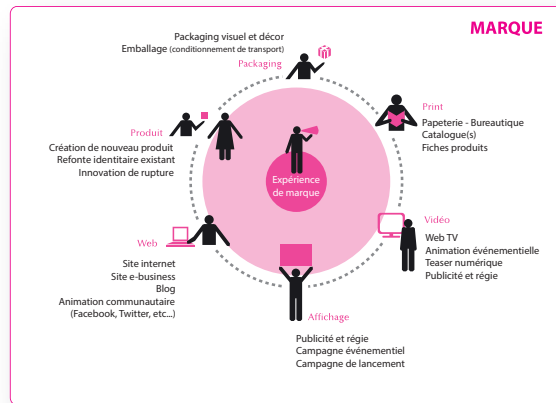 MARQUE
Packaging visuel et décor
Emballage (conditionnement de transport)
Packaging
Print
Papeterie - Bureautique
Catalogue(s)
Fiches produits
Produit
Création de nouveau produit
Refonte identitaire existant
Innovation de rupture
Expérience
de marque
Vidéo
Web TV
Animation événementielle
Teaser numérique
Publicité et régie
Web
Site internet
Site e-business
Blog
Animation communautaire
(Facebook, Twitter, etc...)
Affichage
Publicité et régie
Campagne événementiel
Campagne de lancement